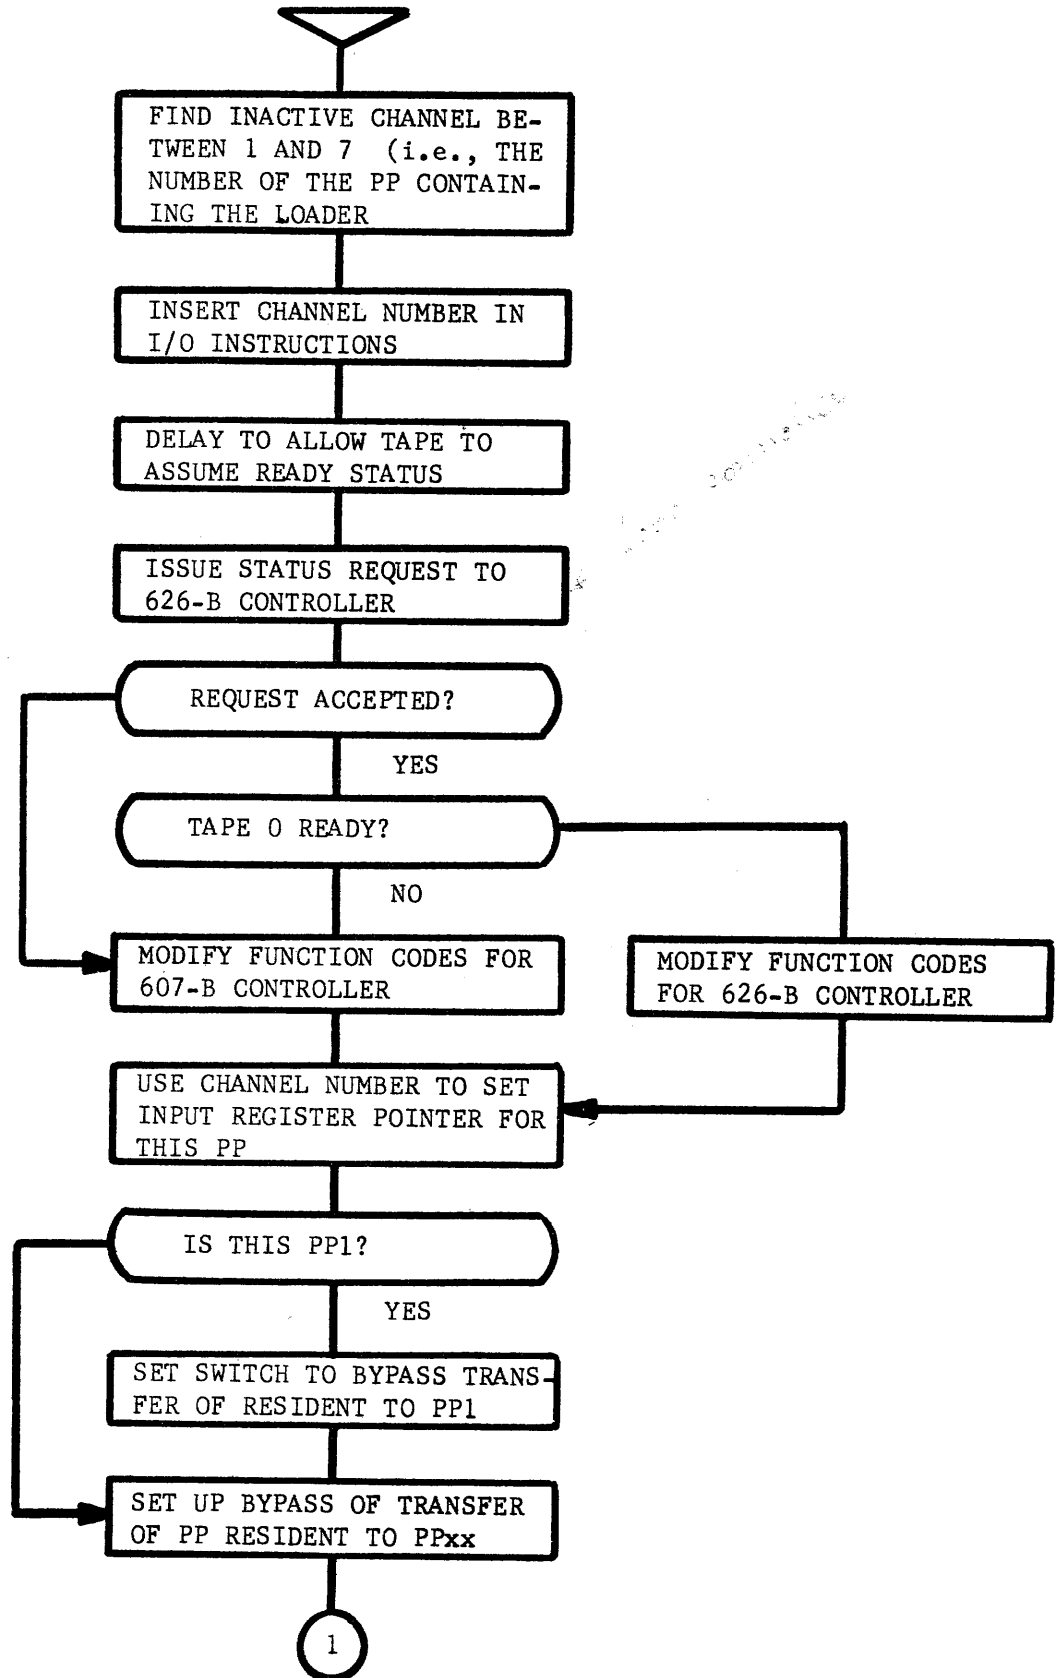 FIND INACTIVE CHANNEL BE-
TWEEN 1 AND 7 (i.e., THE
NUMBER OF THE PP CONTAIN-
ING THE LOADER
INSERT CHANNEL NUMBER IN
I/O INSTRUCTIONS
DELAY TO ALLOW TAPE TO
ASSUME READY STATUS
ISSUE STATUS REQUEST TO
626-B CONTROLLER
REQUEST ACCEPTED?
YES
TAPE 0 READY?
NO
MODIFY FUNCTION CODES FOR
607-B CONTROLLER
MODIFY FUNCTION CODES
FOR 626-B CONTROLLER
USE CHANNEL NUMBER TO SET
INPUT REGISTER POINTER FOR
THIS PP
IS THIS PP1?
YES
SET SWITCH TO BYPASS TRANS-
FER OF RESIDENT TO PP1
SET UP BYPASS OF TRANSFER
OF PP RESIDENT TO PPxx
1